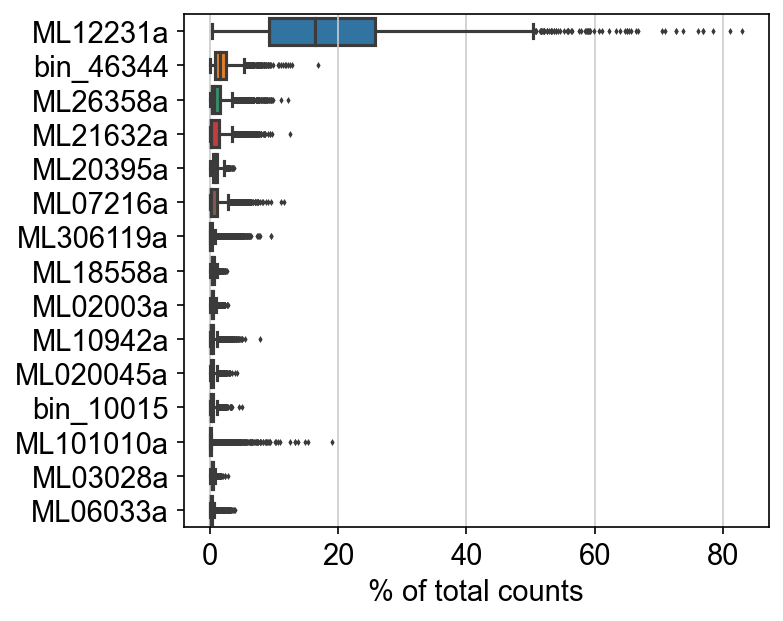 ML12231a
bin_46344
ML26358a
ML21632a
ML20395a
ML07216a
ML306119a
ML18558a
ML02003a
ML10942a
ML020045a
bin_10015
ML101010a
ML03028a
ML06033a
0 20 40 60 80
% of total counts